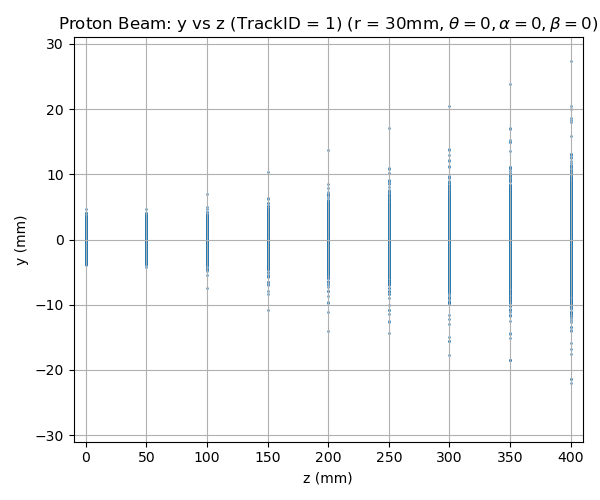 Proton Beam: y vs z (TrackID = 1) (r = 30mm, θ = 0, α = 0, β = 0)
30
20
10
0
−10
−20
−30
y (mm)
0 50 100 150 200 250 300 350 400
z (mm)